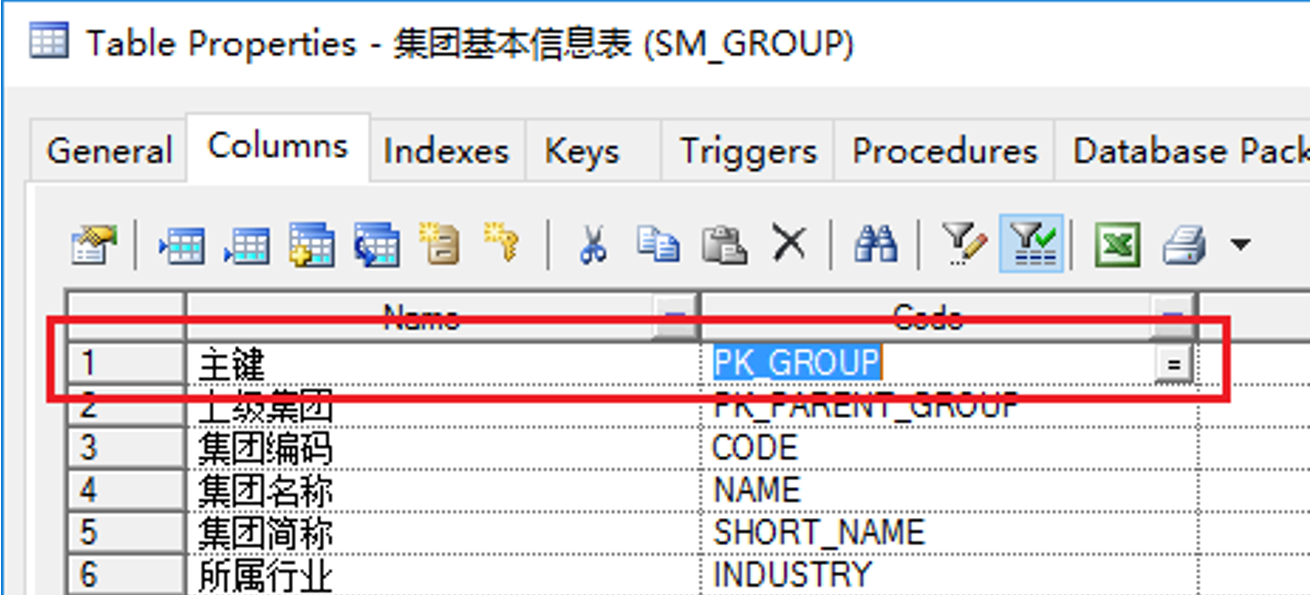 Table Properties - 集团基本信息表 (SM_GROUP)
General Columns Indexes Keys Triggers Procedures Database Pack
Name Code
1 主键 PK_GROUP =
2 上级集团 PK_PARENT_GROUP
3 集团编码 CODE
4 集团名称 NAME
5 集团简称 SHORT_NAME
6 所属行业 INDUSTRY